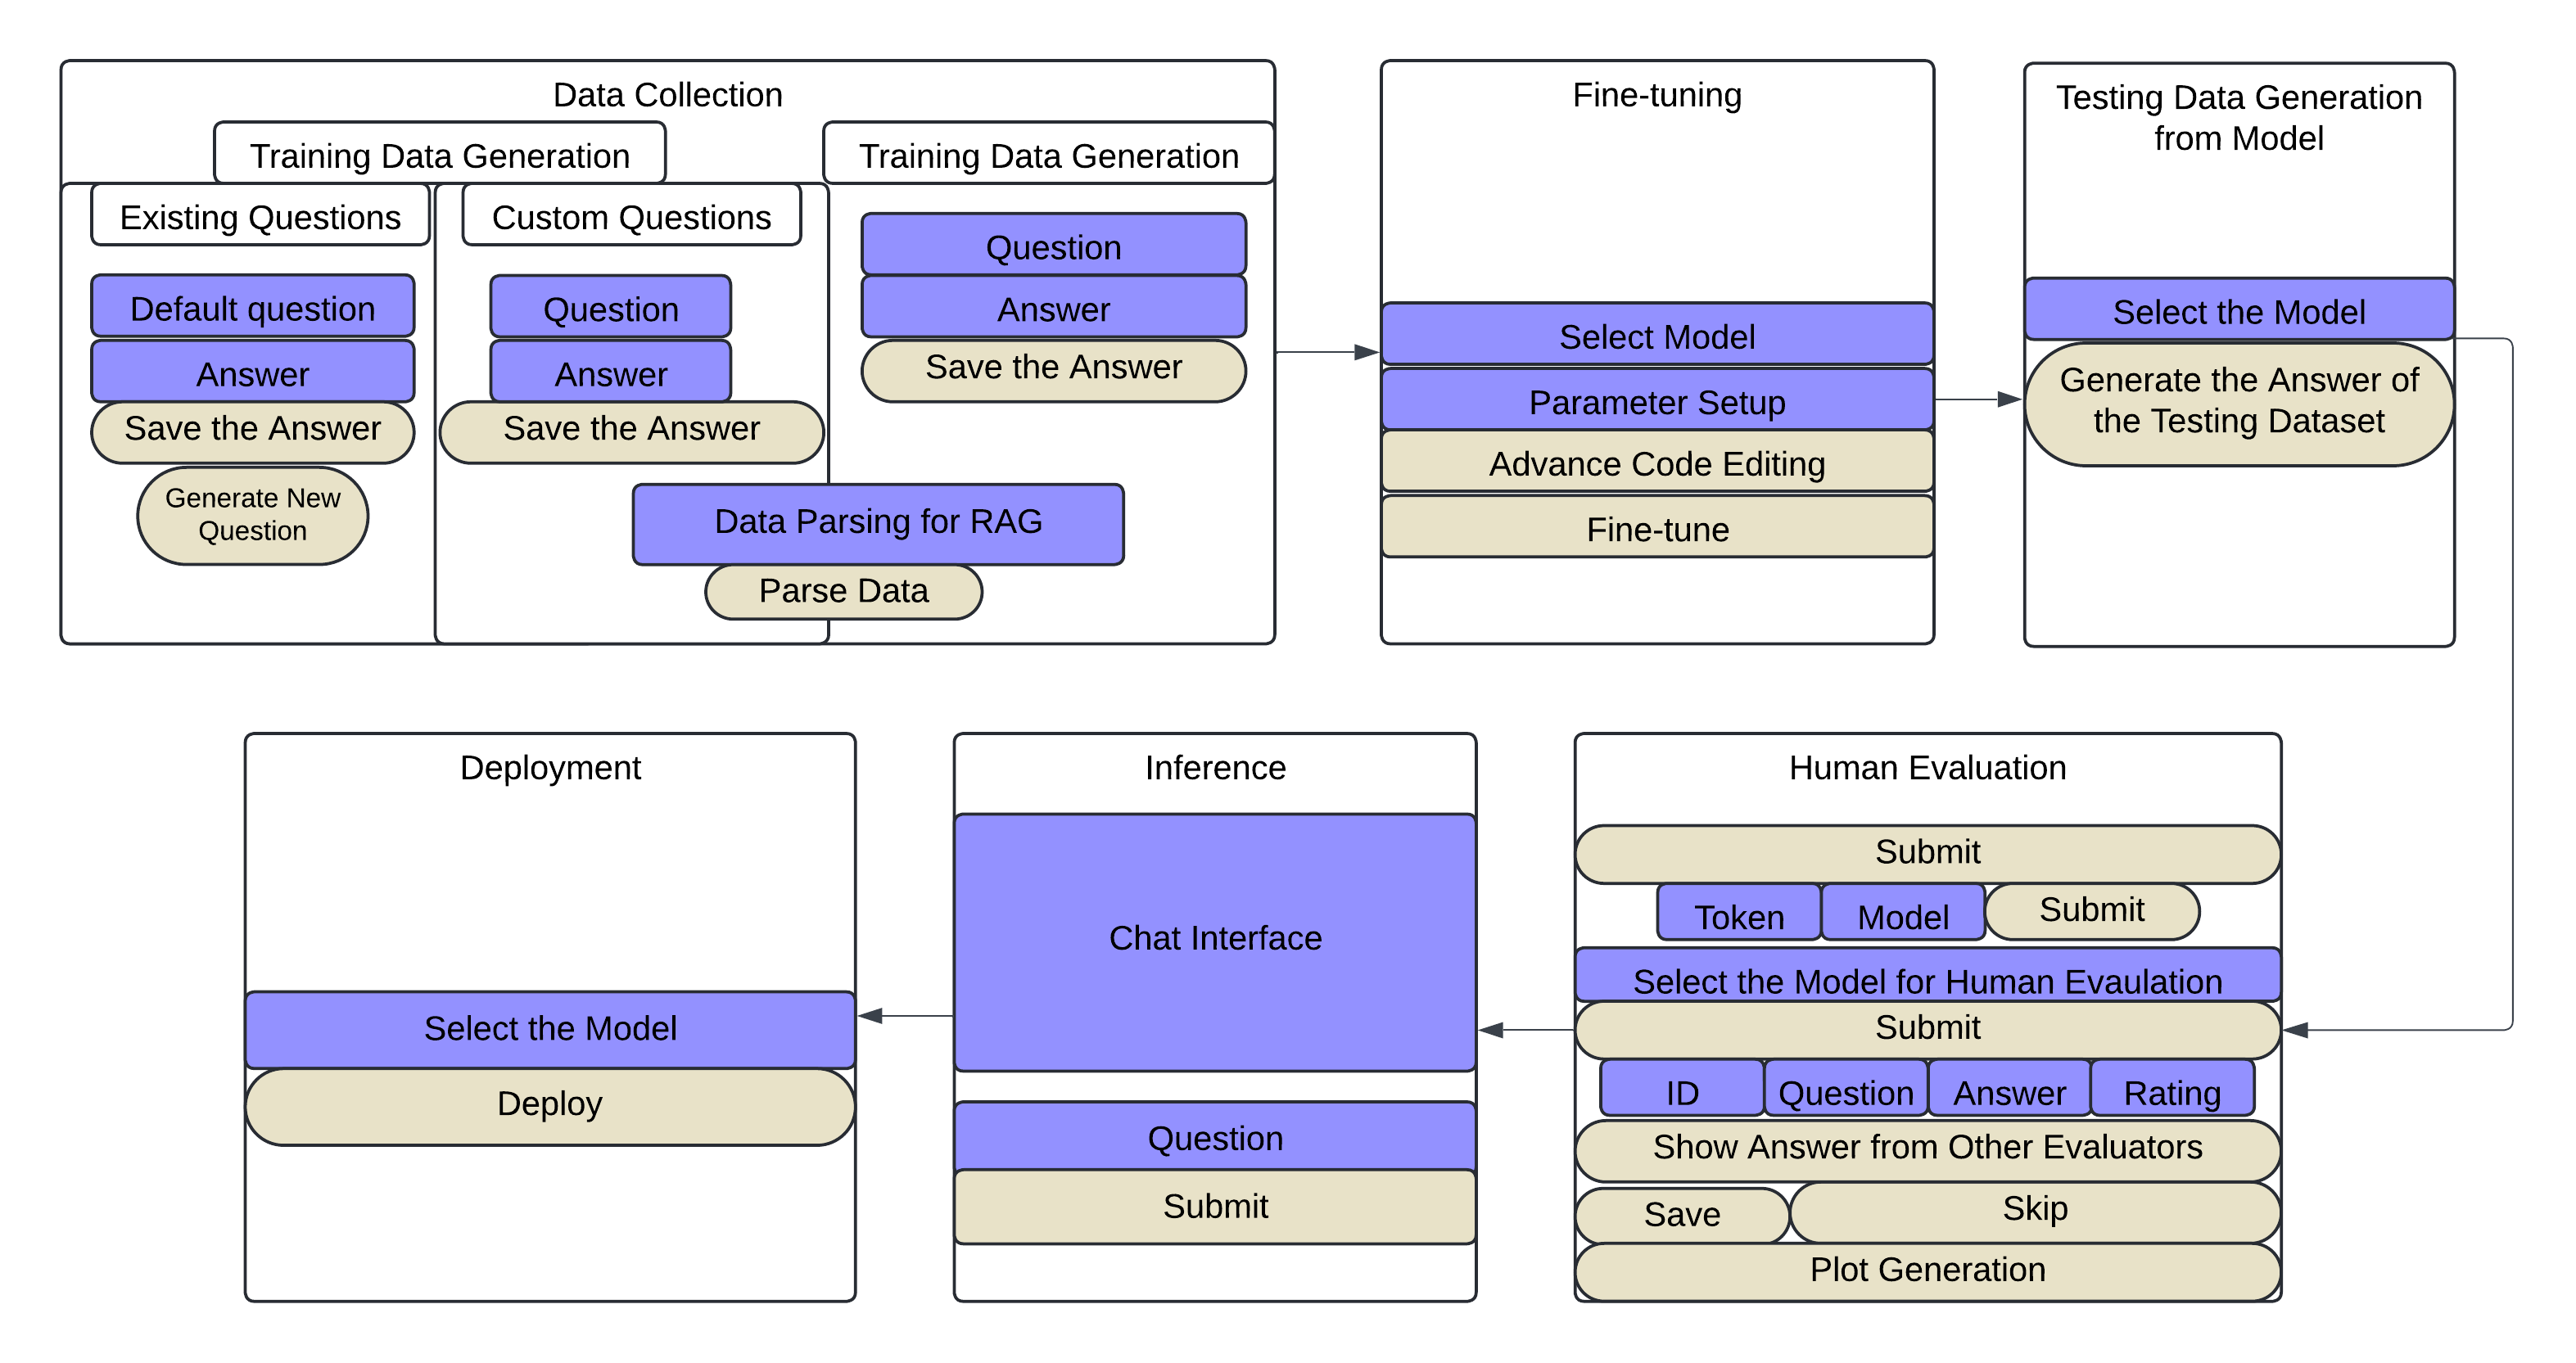 Data Collection
Training Data Generation
Existing Questions
Default question
Answer
Save the Answer
Generate New
Question
Custom Questions
Question
Answer
Save the Answer
Training Data Generation
Question
Answer
Save the Answer
Data Parsing for RAG
Parse Data
Fine-tuning
Select Model
Parameter Setup
Advance Code Editing
Fine-tune
Testing Data Generation
from Model
Select the Model
Generate the Answer of
the Testing Dataset
Human Evaluation
Submit
Token Model Submit
Select the Model for Human Evaulation
Submit
ID Question Answer Rating
Show Answer from Other Evaluators
Save Skip
Plot Generation
Inference
Chat Interface
Question
Submit
Deployment
Select the Model
Deploy